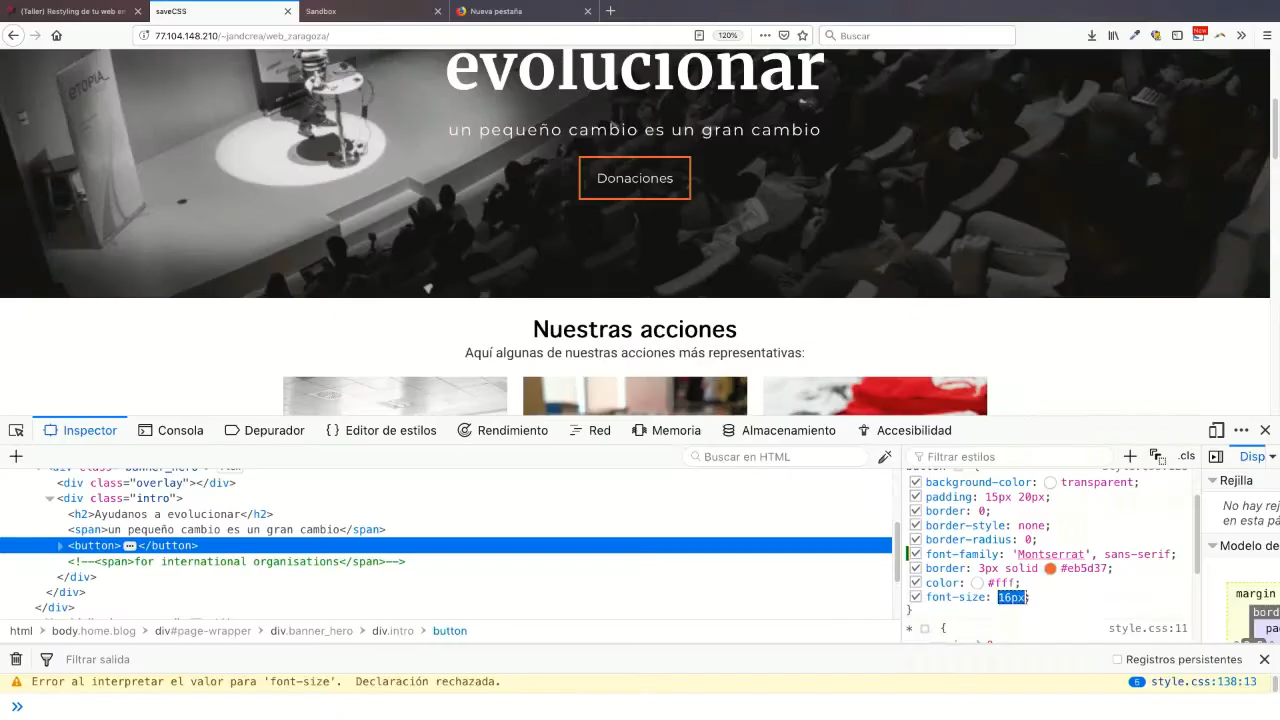 (Taller) Restyling de tu web en
saveCSS
Sandbox
Nueva pestaña
77.104.148.210/~jandcrea/web_zaragoza/
120%
Buscar
New
eTOPIA_
evolucionar
un pequeño cambio es un gran cambio
Donaciones
Nuestras acciones
Aquí algunas de nuestras acciones más representativas:
Inspector
Consola
Depurador
Editor de estilos
Rendimiento
Red
Memoria
Almacenamiento
Accesibilidad
Buscar en HTML
<div class="overlay"></div>
<div class="intro">
<h2>Ayudanos a evolucionar</h2>
<span>un pequeño cambio es un gran cambio</span>
<button></button>
<!--<span>for international organisations</span>-->
</div>
</div>
</div>
html > body.home.blog > div#page-wrapper > div.banner_hero > div.intro > button
Filtrar estilos
.cls
background-color: transparent;
padding: 15px 20px;
border: 0;
border-style: none;
border-radius: 0;
font-family: 'Montserrat', sans-serif;
border: 3px solid #eb5d37;
color: #fff;
font-size: 16px;
}
* { style.css:11
Disp
Rejilla
No hay rej
en esta pá
Modelo de
margin
bord
pa
Filtrar salida
Registros persistentes
Error al interpretar el valor para 'font-size'. Declaración rechazada.
5 style.css:138:13